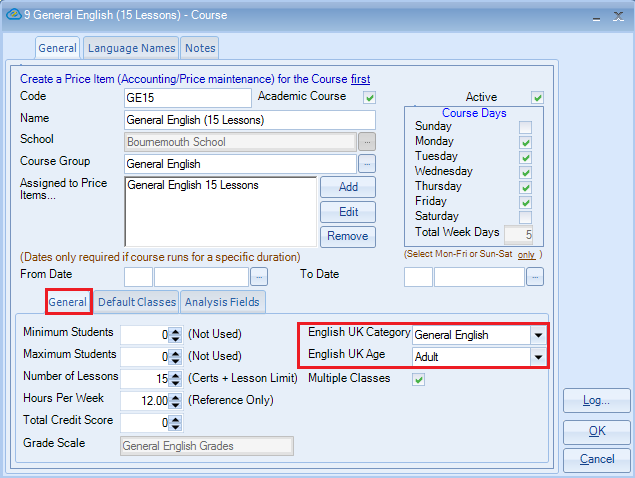 9 General English (15 Lessons) - Course
General Language Names Notes
Create a Price Item (Accounting/Price maintenance) for the Course first
Code GE15 Academic Course Active
Name General English (15 Lessons)
School Bournemouth School ...
Course Group General English ...
Assigned to Price Items...
General English 15 Lessons
Add
Edit
Remove
Course Days
Sunday
Monday
Tuesday
Wednesday
Thursday
Friday
Saturday
Total Week Days 5
(Select Mon-Fri or Sun-Sat only )
(Dates only required if course runs for a specific duration)
From Date ... To Date ...
General Default Classes Analysis Fields
Minimum Students 0 (Not Used)
Maximum Students 0 (Not Used)
Number of Lessons 15 (Certs + Lesson Limit)
Hours Per Week 12.00 (Reference Only)
Total Credit Score 0
Grade Scale General English Grades
English UK Category General English
English UK Age Adult
Multiple Classes
Log...
OK
Cancel